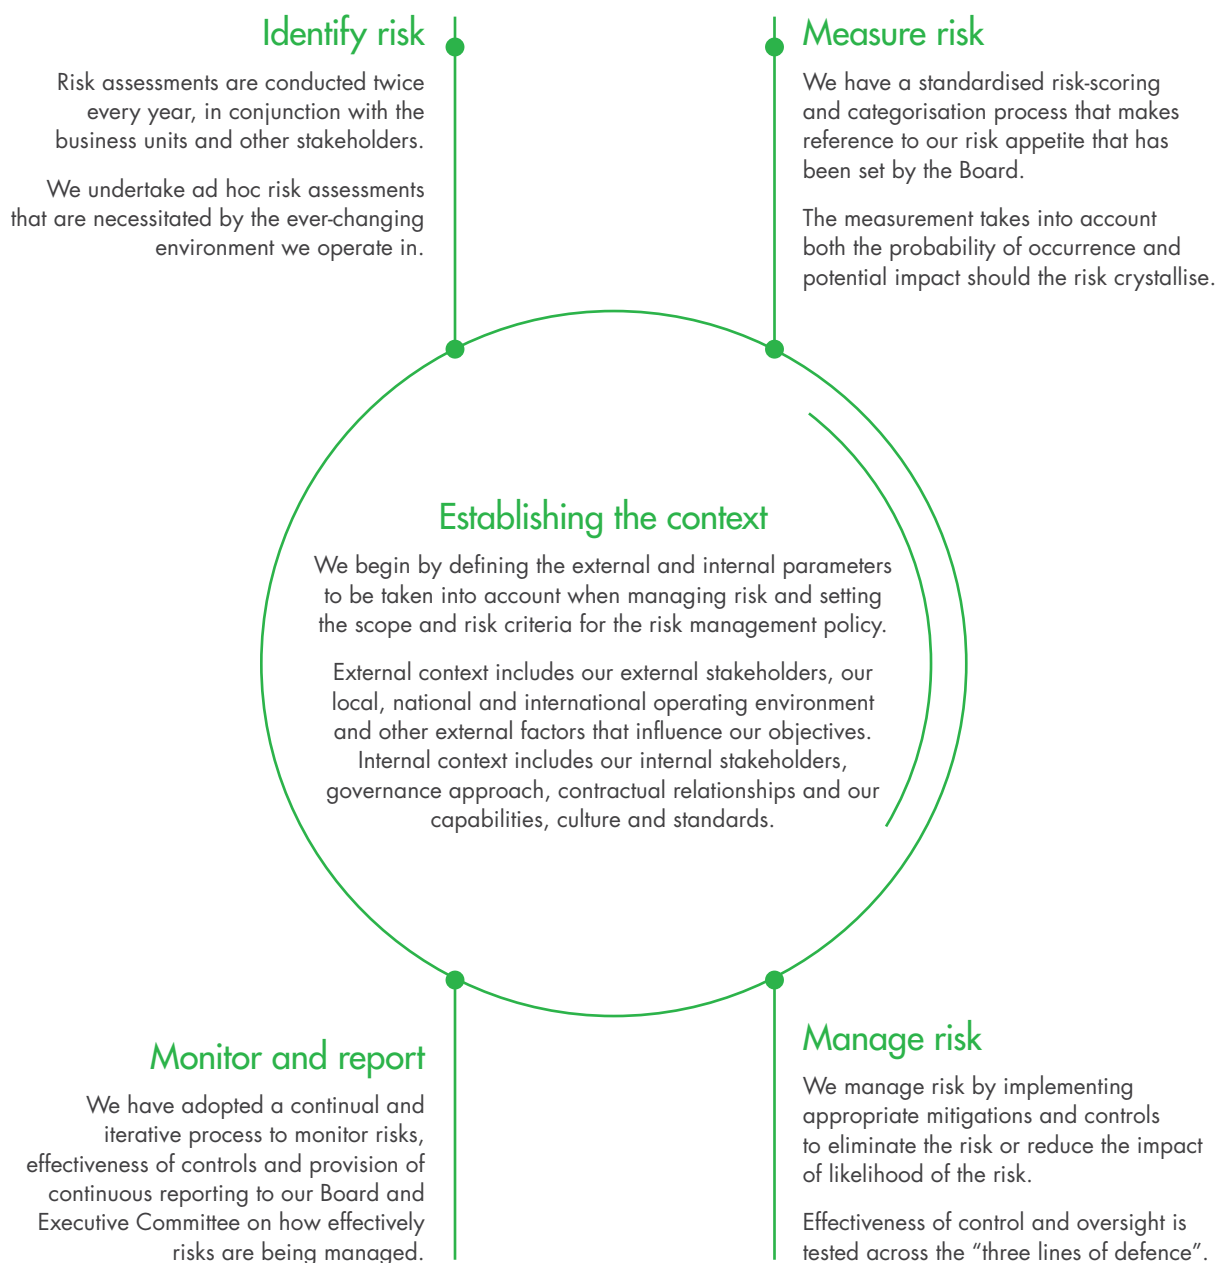 Identify risk
Risk assessments are conducted twice
every year, in conjunction with the
business units and other stakeholders.
We undertake ad hoc risk assessments
that are necessitated by the ever-changing
environment we operate in.
Measure risk
We have a standardised risk-scoring
and categorisation process that makes
reference to our risk appetite that has
been set by the Board.
The measurement takes into account
both the probability of occurrence and
potential impact should the risk crystallise.
Establishing the context
We begin by defining the external and internal parameters
to be taken into account when managing risk and setting
the scope and risk criteria for the risk management policy.
External context includes our external stakeholders, our
local, national and international operating environment
and other external factors that influence our objectives.
Internal context includes our internal stakeholders,
governance approach, contractual relationships and our
capabilities, culture and standards.
Monitor and report
We have adopted a continual and
iterative process to monitor risks,
effectiveness of controls and provision of
continuous reporting to our Board and
Executive Committee on how effectively
risks are being managed.
Manage risk
We manage risk by implementing
appropriate mitigations and controls
to eliminate the risk or reduce the impact
of likelihood of the risk.
Effectiveness of control and oversight is
tested across the “three lines of defence”.